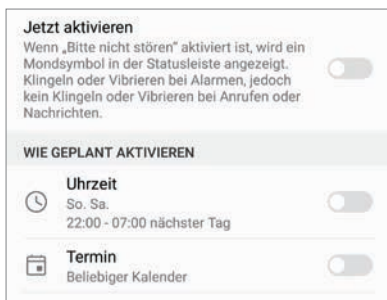 Jetzt aktivieren
Wenn „Bitte nicht stören" aktiviert ist, wird ein
Mondsymbol in der Statusleiste angezeigt.
Klingeln oder Vibrieren bei Alarmen, jedoch
kein Klingeln oder Vibrieren bei Anrufen oder
Nachrichten.
WIE GEPLANT AKTIVIEREN
Uhrzeit
So. Sa.
22:00 - 07:00 nächster Tag
Termin
Beliebiger Kalender